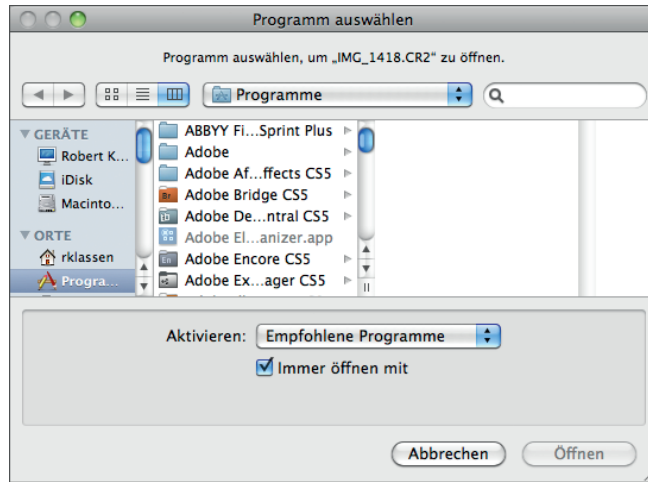 Programm auswählen
Programm auswählen, um „IMG_1418.CR2“ zu öffnen.
Programme
GERÄTE
Robert K...
iDisk
Macinto...
ORTE
rklassen
Progra...
ABBYY Fi...Sprint Plus
Adobe
Adobe Af...ffects CS5
Adobe Bridge CS5
Adobe De...ntral CS5
Adobe El...anizer.app
Adobe Encore CS5
Adobe Ex...ager CS5
Aktivieren: Empfohlene Programme
Immer öffnen mit
Abbrechen Öffnen